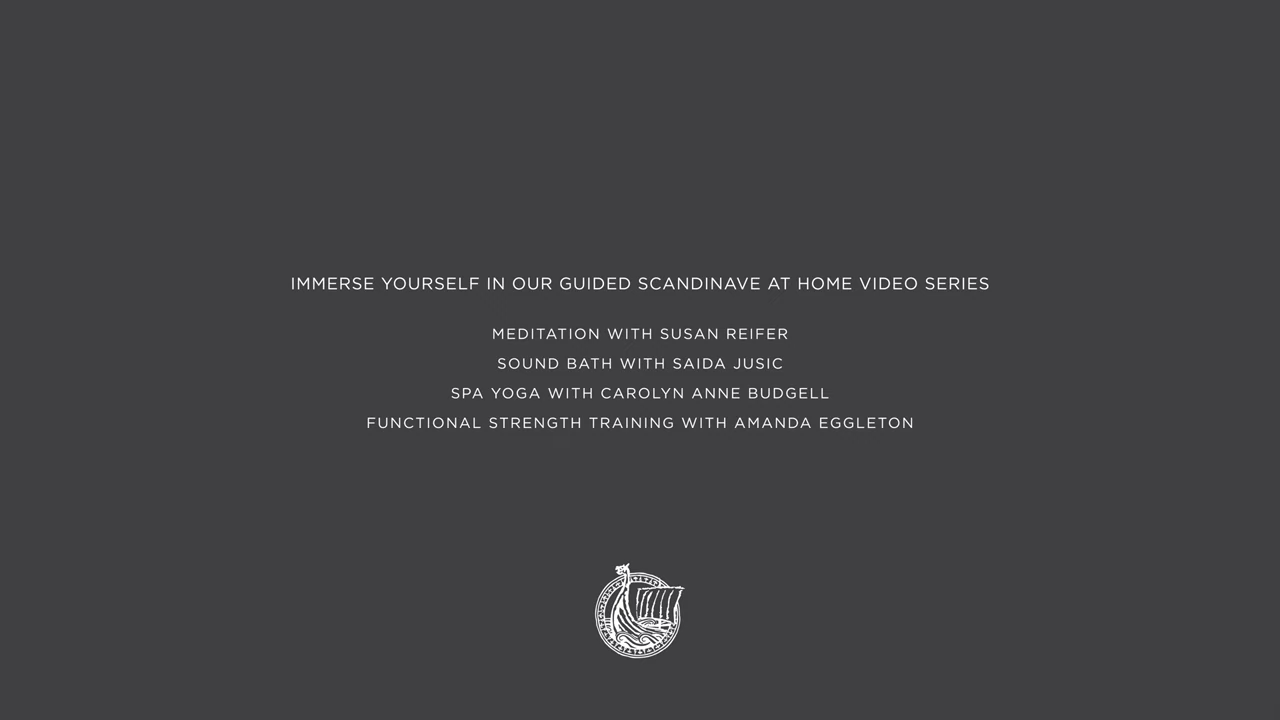 IMMERSE YOURSELF IN OUR GUIDED SCANDINAVE AT HOME VIDEO SERIES
MEDITATION WITH SUSAN REIFER
SOUND BATH WITH SAIDA JUSIC
SPA YOGA WITH CAROLYN ANNE BUDGELL
FUNCTIONAL STRENGTH TRAINING WITH AMANDA EGGLETON